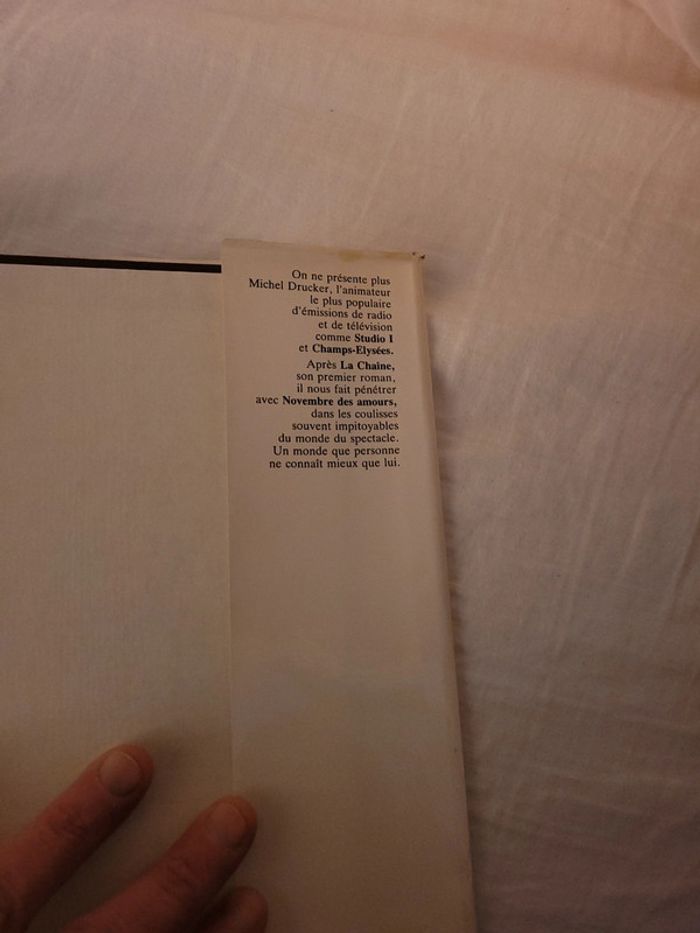 On ne présente plus
Michel Drucker, l'animateur
le plus populaire
d'émissions de radio
et de télévision
comme Studio I
et Champs-Elysées.
Après La Chaîne,
son premier roman,
il nous fait pénétrer
avec Novembre des amours,
dans les coulisses
souvent impitoyables
du monde du spectacle.
Un monde que personne
ne connaît mieux que lui.